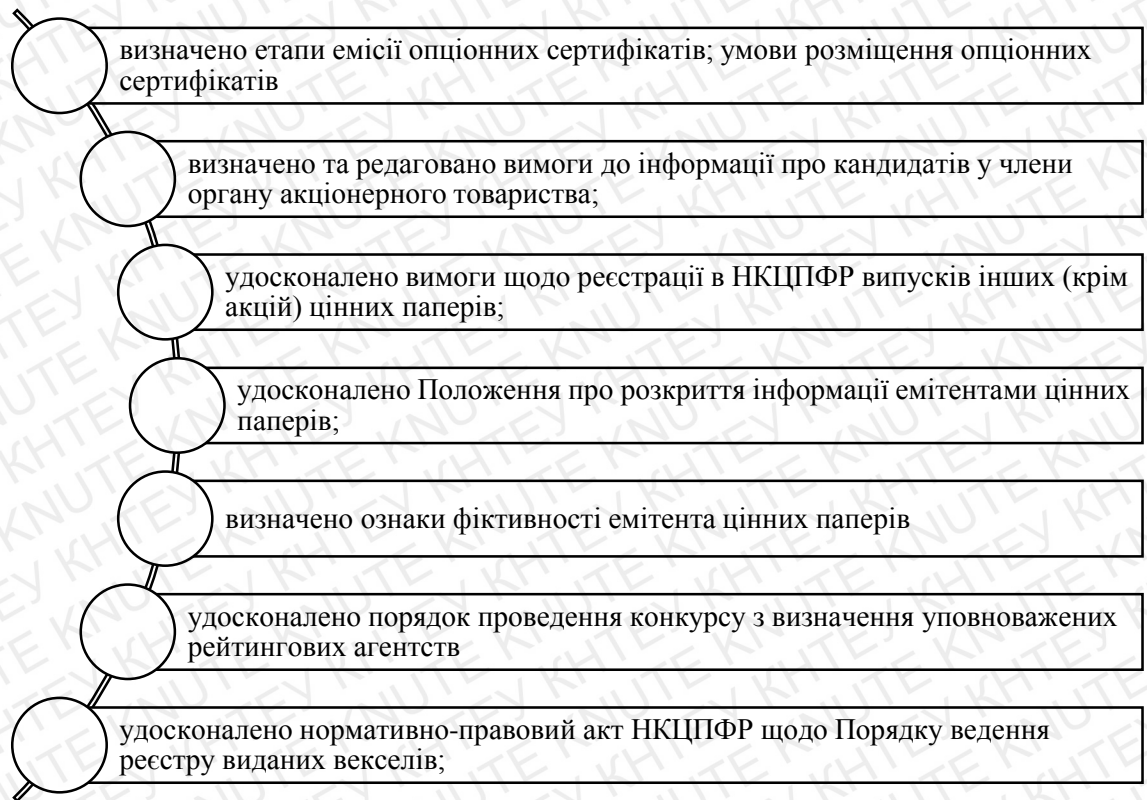 визначено етапи емісії опціонних сертифікатів; умови розміщення опціонних
сертифікатів
визначено та редаговано вимоги до інформації про кандидатів у члени
органу акціонерного товариства;
удосконалено вимоги щодо реєстрації в НКЦПФР випусків інших (крім
акцій) цінних паперів;
удосконалено Положення про розкриття інформації емітентами цінних
паперів;
визначено ознаки фіктивності емітента цінних паперів
удосконалено порядок проведення конкурсу з визначення уповноважених
рейтингових агентств
удосконалено нормативно-правовий акт НКЦПФР щодо Порядку ведення
реєстру виданих векселів;